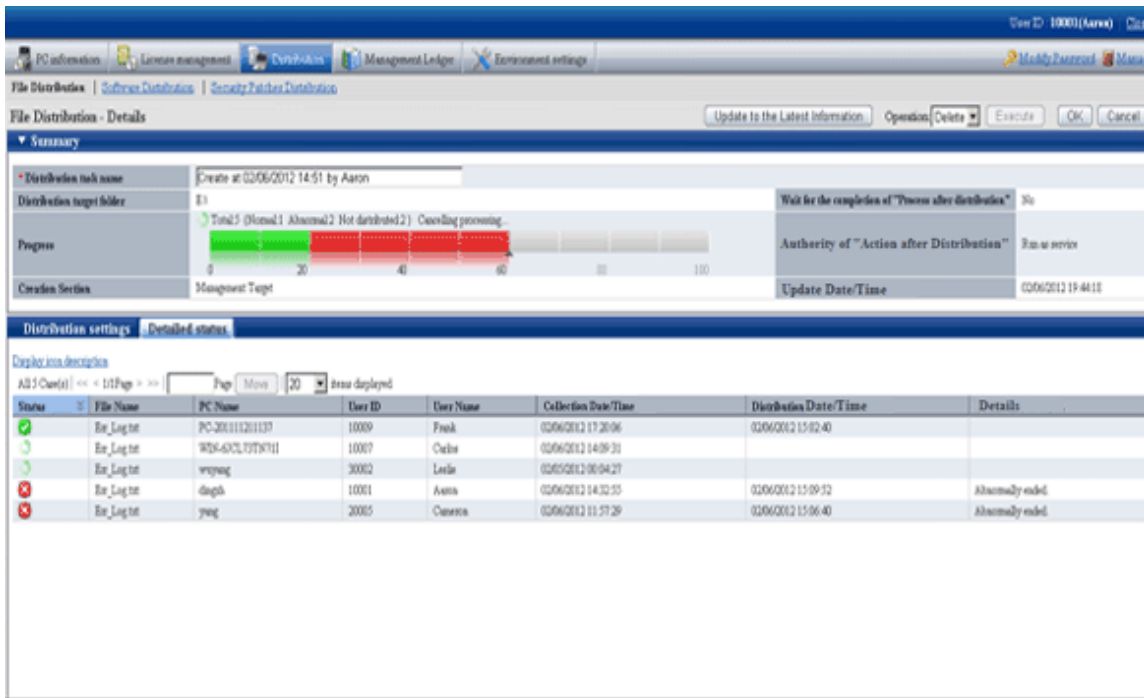 User ID: 10001(Aaron)
PC information License management Distribution Management Ledger Environment settings Modify Password
File Distribution | Software Distribution | Security Patches Distribution
File Distribution - Details Update to the Latest Information Operation Delete Execute OK Cancel
▼ Summary
* Distribution task name Create at 02/06/2012 14:51 by Aaron
Distribution target folder Wait for the completion of "Process after distribution" No
Total:5 (Normal:1 Abnormal:2 Not distributed:2 ) Cancelling processing...
Progress Authority of "Action after Distribution" Run as service
0 20 40 60 80 100
Creation Section Management Target Update Date/Time 02/06/2012 19:44:18
Distribution settings Detailed status
Display icon description
All 5 Case(s) | << < 1/1Page > >> | Page Move | 20 items displayed
Status File Name PC Name User ID User Name Collection Date/Time Distribution Date/Time Details
Err_Log.txt PC-201111211137 10009 Frank 02/06/2012 17:20:06 02/06/2012 15:02:40
Err_Log.txt 10007 Carlos 02/06/2012 14:09:31
Err_Log.txt 30002 Leslie 02/05/2012 00:04:27
Err_Log.txt 10001 Aaron 02/06/2012 14:32:55 02/06/2012 15:09:52 Abnormally ended.
Err_Log.txt yang 20005 Cameron 02/06/2012 11:57:29 02/06/2012 15:06:40 Abnormally ended.